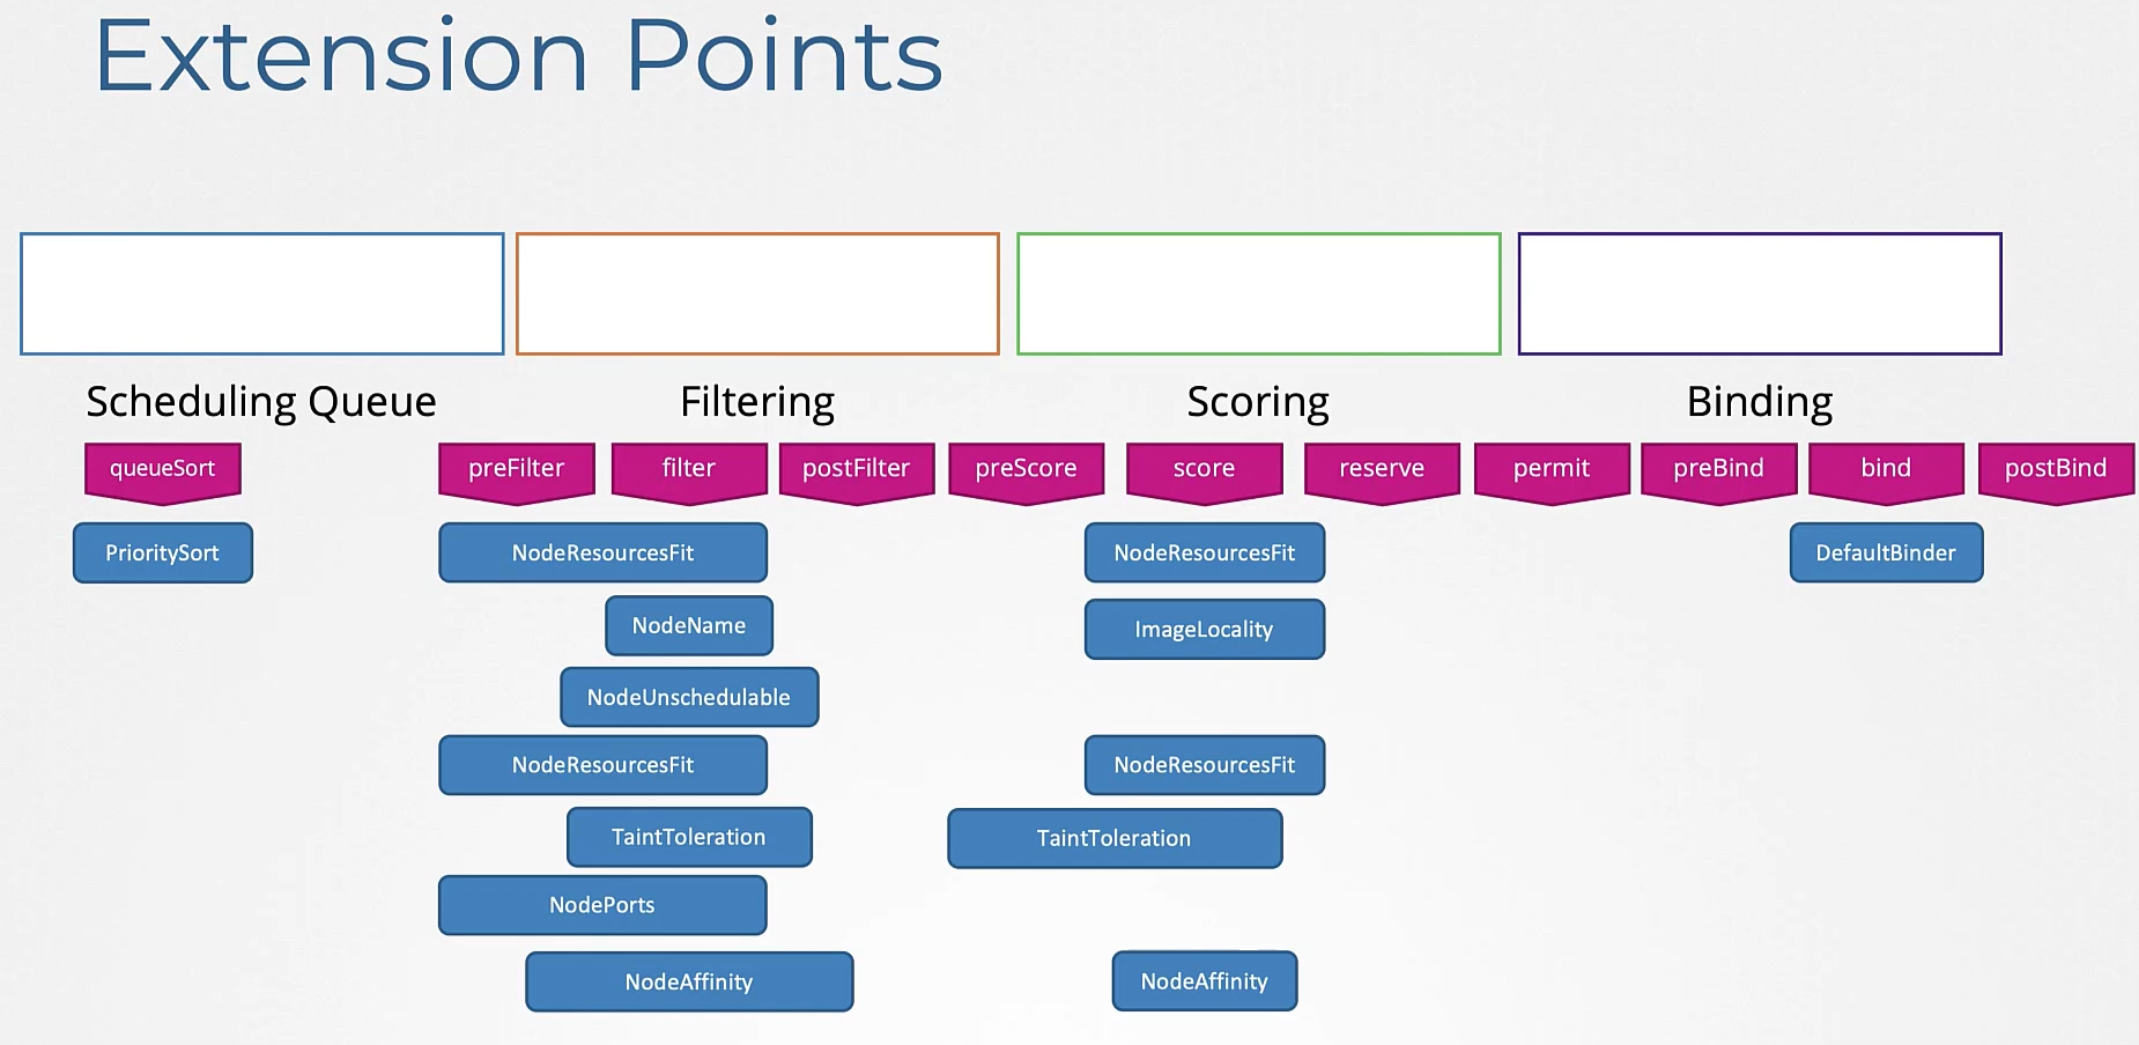 Extension Points
Scheduling Queue
Filtering
Scoring
Binding
queueSort
preFilter
filter
postFilter
preScore
score
reserve
permit
preBind
bind
postBind
PrioritySort
NodeResourcesFit
NodeResourcesFit
DefaultBinder
NodeName
ImageLocality
NodeUnschedulable
NodeResourcesFit
NodeResourcesFit
TaintToleration
TaintToleration
NodePorts
NodeAffinity
NodeAffinity